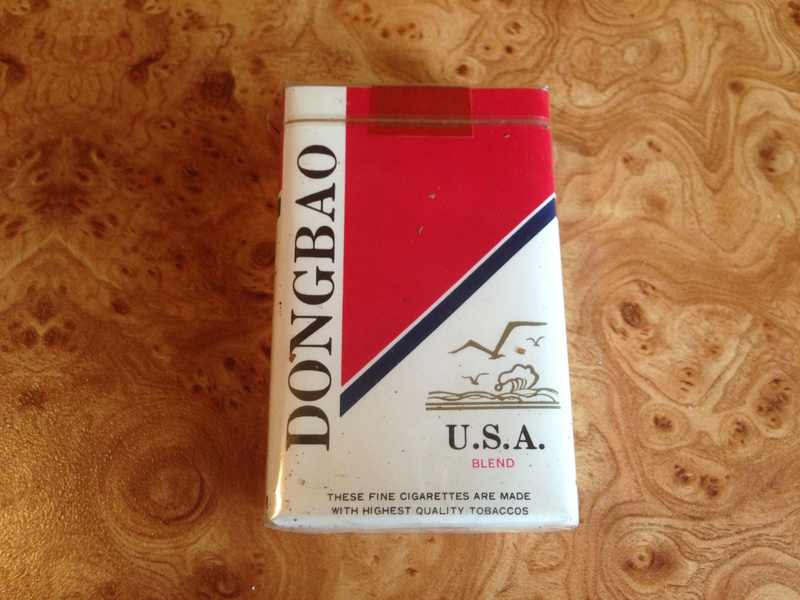 DONGBAO
U.S.A.
BLEND
THESE FINE CIGARETTES ARE MADE
WITH HIGHEST QUALITY TOBACCOS